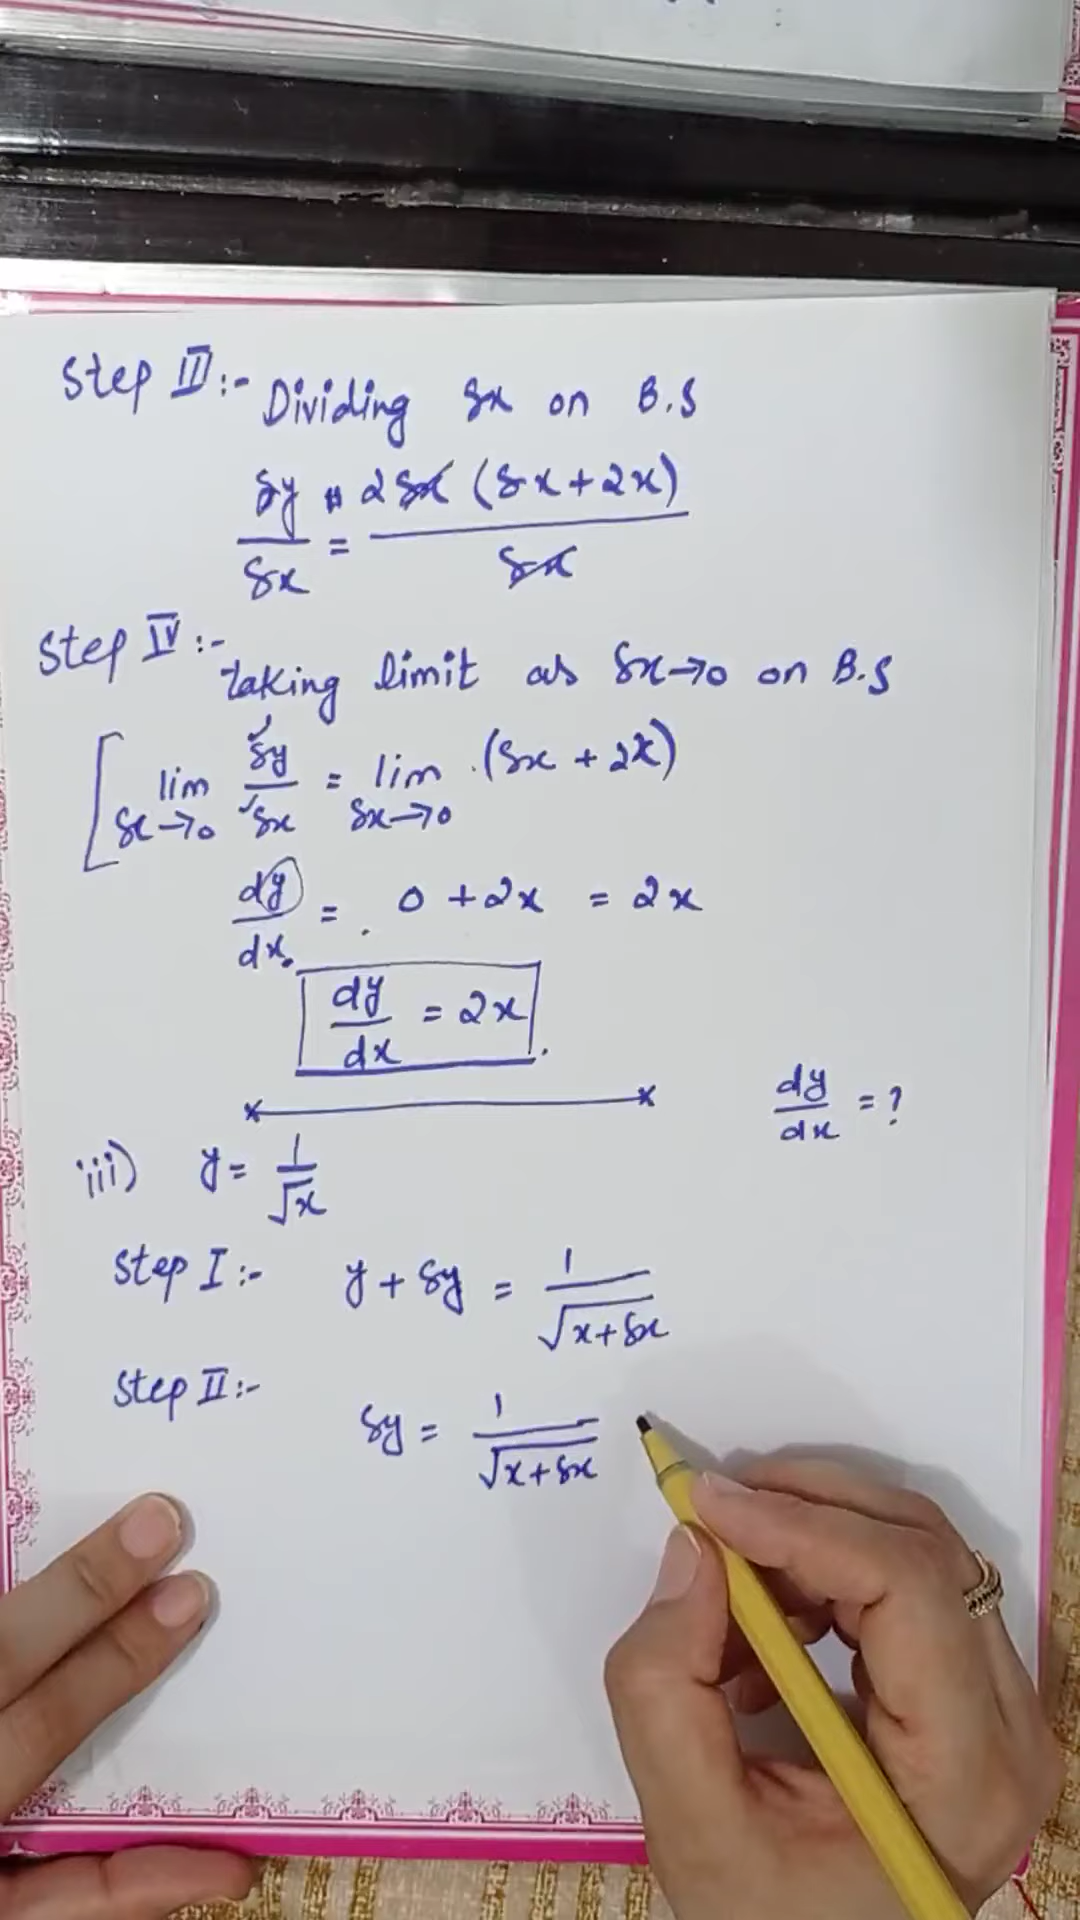 Step III:- Dividing δx on B.S
δy/δx = 2δx (δx+2x)/δx
Step IV:- Taking limit as δx→0 on B.S
lim δx→0 δy/δx = lim δx→0 (δx + 2x)
dy/dx = 0 + 2x = 2x
dy/dx = 2x
dy/dx = ?
iii) y = 1/√x
Step I:- y + δy = 1/√x+δx
Step II:- δy = 1/√x+δx